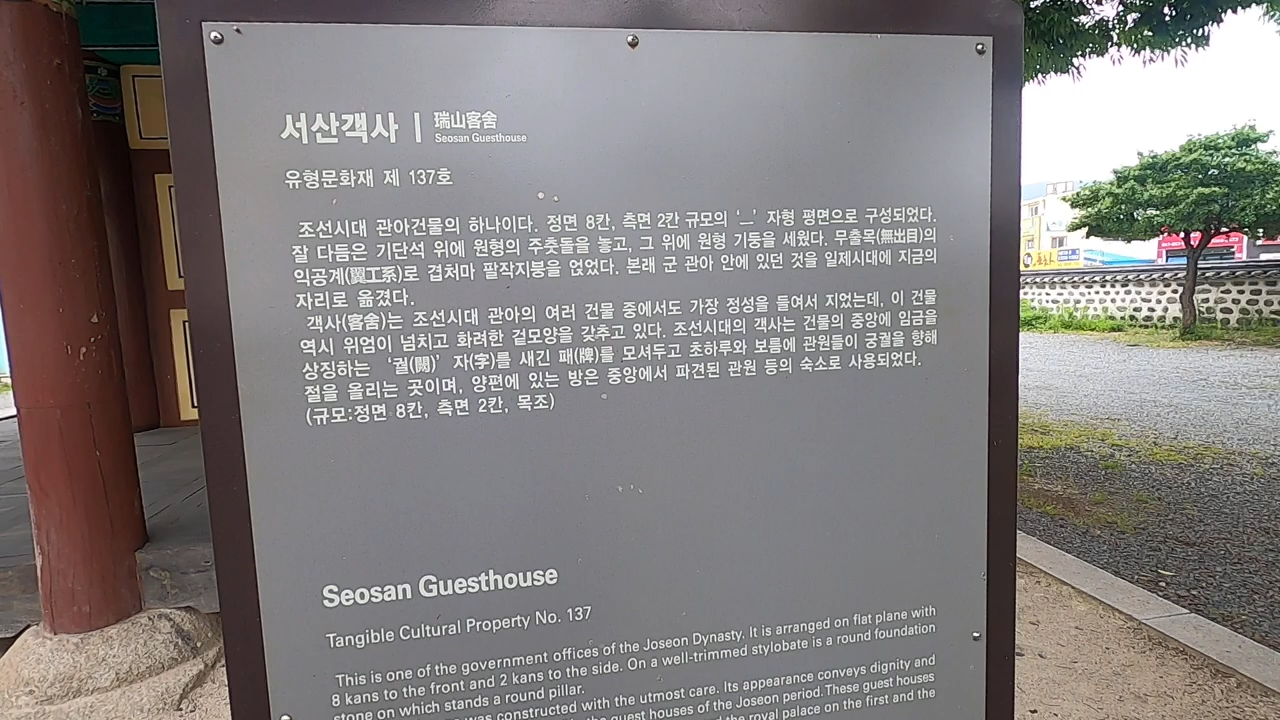 서산객사 | 瑞山客舍
Seosan Guesthouse
유형문화재 제 137호
조선시대 관아건물의 하나이다. 정면 8칸, 측면 2칸 규모의 'ㅡ' 자형 평면으로 구성되었다.
잘 다듬은 기단석 위에 원형의 주춧돌을 놓고, 그 위에 원형 기둥을 세웠다. 무출목(無出目)의
익공계(翼工系)로 겹처마 팔작지붕을 얹었다. 본래 군 관아 안에 있던 것을 일제시대에 지금의
자리로 옮겼다.
객사(客舍)는 조선시대 관아의 여러 건물 중에서도 가장 정성을 들여서 지었는데, 이 건물
역시 위엄이 넘치고 화려한 겉모양을 갖추고 있다. 조선시대의 객사는 건물의 중앙에 임금을
상징하는 '궐(闕)' 자(字)를 새긴 패(牌)를 모셔두고 초하루와 보름에 관원들이 궁궐을 향해
절을 올리는 곳이며, 양편에 있는 방은 중앙에서 파견된 관원 등의 숙소로 사용되었다.
(규모:정면 8칸, 측면 2칸, 목조)
Seosan Guesthouse
Tangible Cultural Property No. 137
This is one of the government offices of the Joseon Dynasty. It is arranged on flat plane with
8 kans to the front and 2 kans to the side. On a well-trimmed stylobate is a round foundation
stone on which stands a round pillar.
was constructed with the utmost care. Its appearance conveys dignity and
guest houses of the Joseon period. These guest houses
the royal palace on the first and the